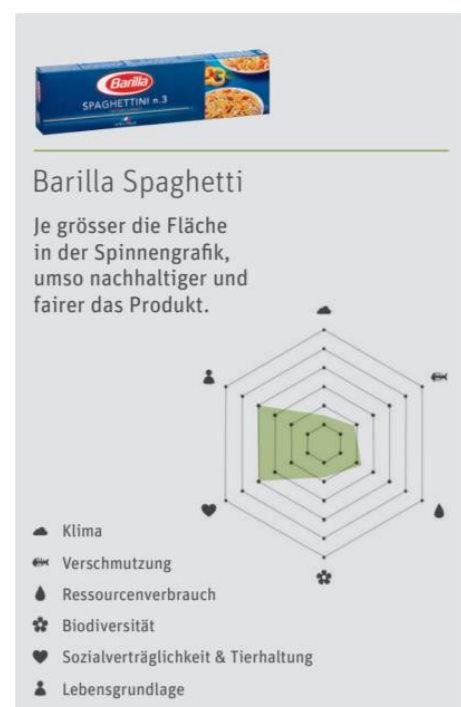 Barilla
SPAGHETTINI n.3
Barilla Spaghetti
Je grösser die Fläche
in der Spinnengrafik,
umso nachhaltiger und
fairer das Produkt.
Klima
Verschmutzung
Ressourcenverbrauch
Biodiversität
Sozialverträglichkeit & Tierhaltung
Lebensgrundlage